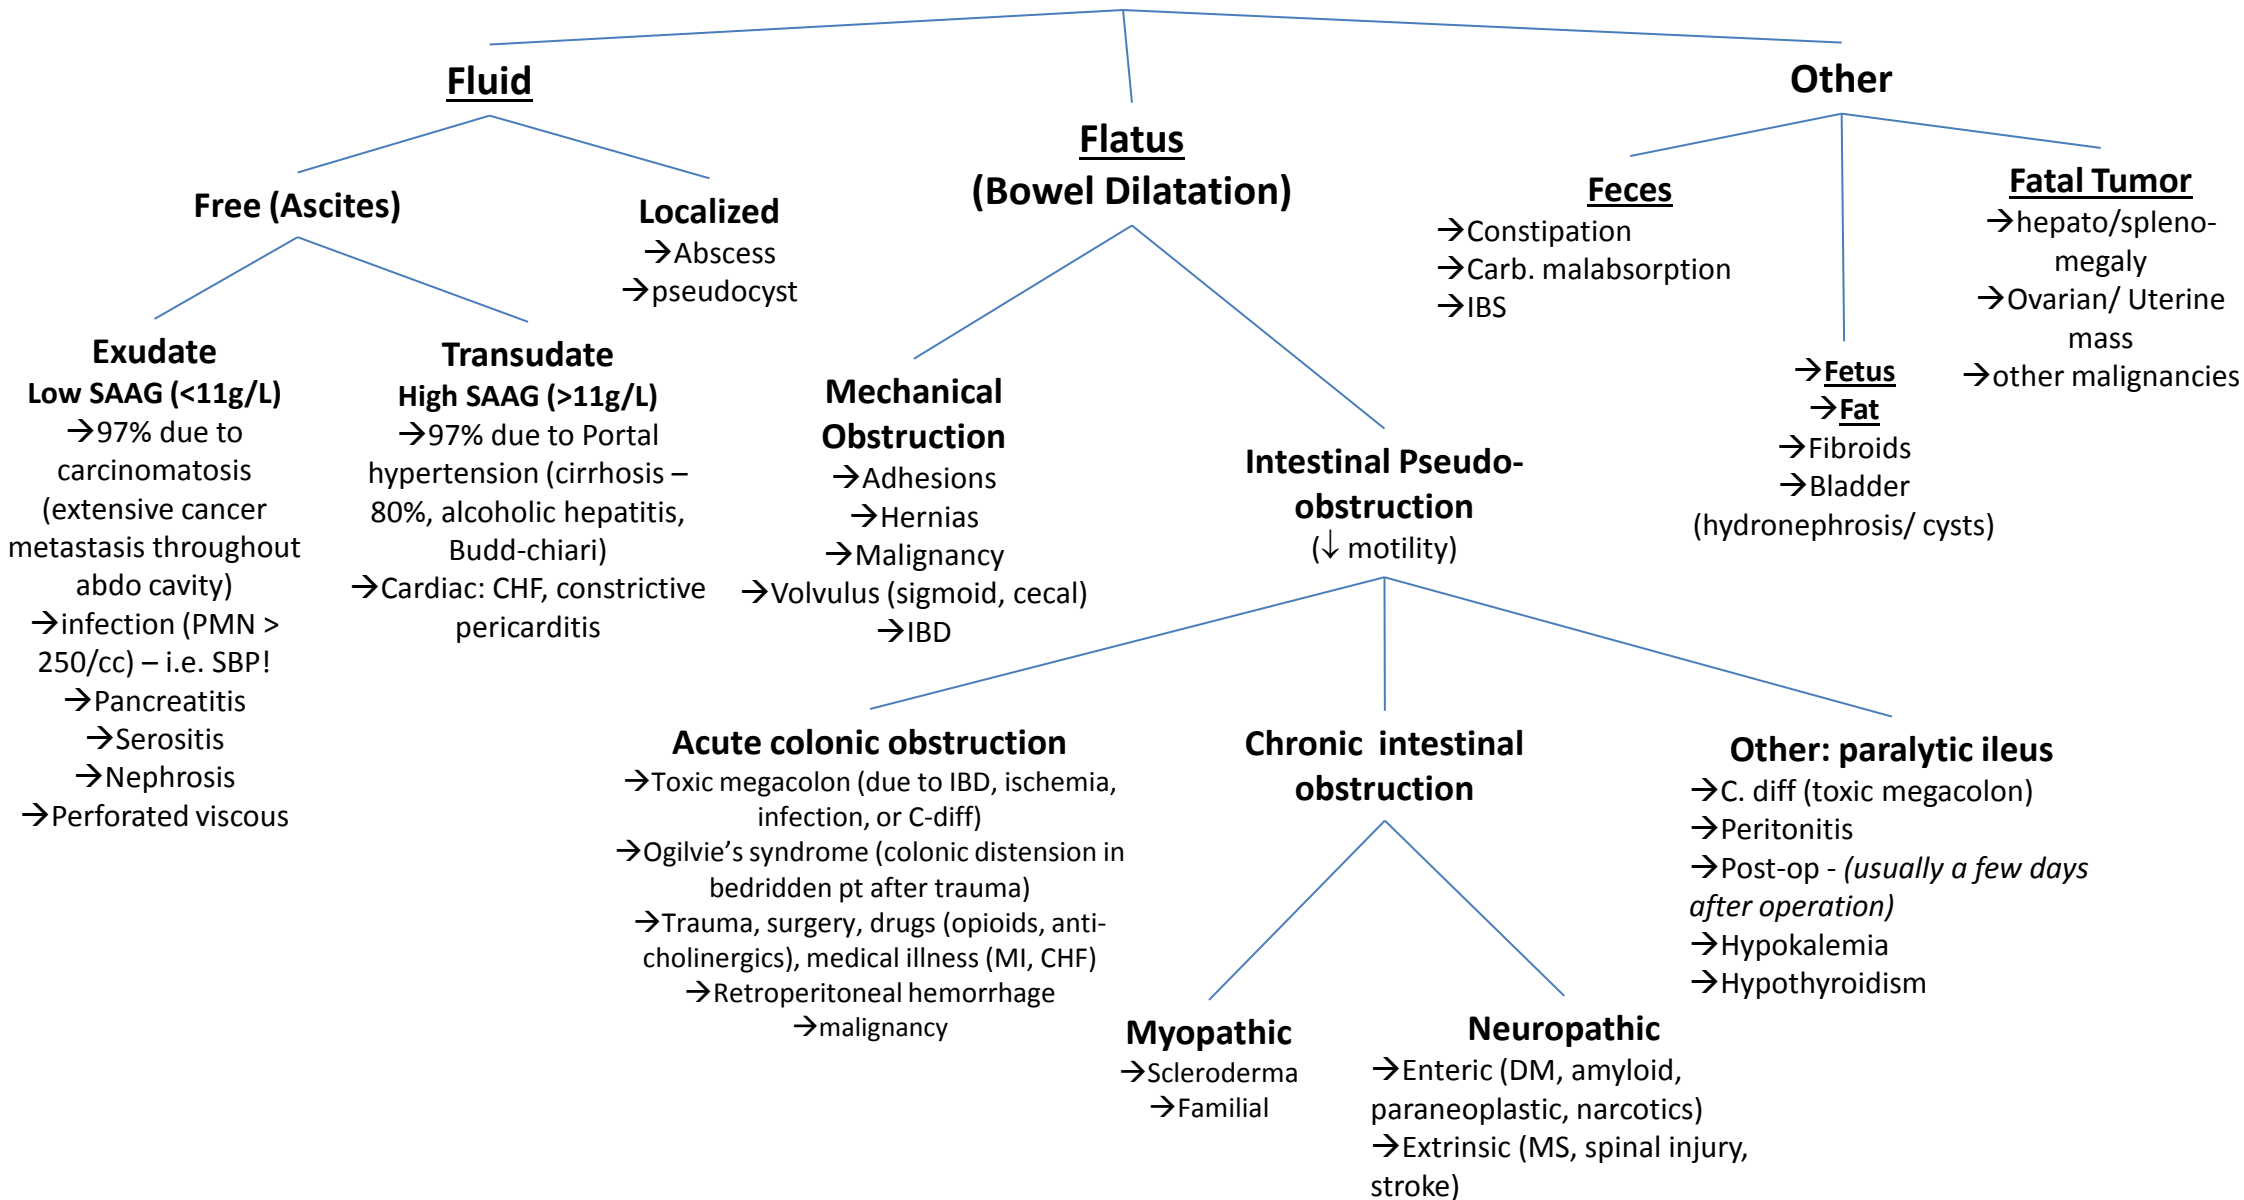 Fluid
Free (Ascites)
Localized
→Abscess
→pseudocyst
Exudate
Low SAAG (<11g/L)
→97% due to
carcinomatosis
(extensive cancer
metastasis throughout
abdo cavity)
→infection (PMN >
250/cc) – i.e. SBP!
→Pancreatitis
→Serositis
→Nephrosis
→Perforated viscous
Transudate
High SAAG (>11g/L)
→97% due to Portal
hypertension (cirrhosis –
80%, alcoholic hepatitis,
Budd-chiari)
→Cardiac: CHF, constrictive
pericarditis
Flatus
(Bowel Dilatation)
Mechanical
Obstruction
→Adhesions
→Hernias
→Malignancy
→Volvulus (sigmoid, cecal)
→IBD
Intestinal Pseudo-
obstruction
(↓ motility)
Acute colonic obstruction
→Toxic megacolon (due to IBD, ischemia,
infection, or C-diff)
→Ogilvie’s syndrome (colonic distension in
bedridden pt after trauma)
→Trauma, surgery, drugs (opioids, anti-
cholinergics), medical illness (MI, CHF)
→Retroperitoneal hemorrhage
→malignancy
Chronic intestinal
obstruction
Myopathic
→Scleroderma
→Familial
Neuropathic
→Enteric (DM, amyloid,
paraneoplastic, narcotics)
→Extrinsic (MS, spinal injury,
stroke)
Other: paralytic ileus
→C. diff (toxic megacolon)
→Peritonitis
→Post-op - (usually a few days
after operation)
→Hypokalemia
→Hypothyroidism
Other
Feces
→Constipation
→Carb. malabsorption
→IBS
→Fetus
→Fat
→Fibroids
→Bladder
(hydronephrosis/ cysts)
Fatal Tumor
→hepato/spleno-
megaly
→Ovarian/ Uterine
mass
→other malignancies